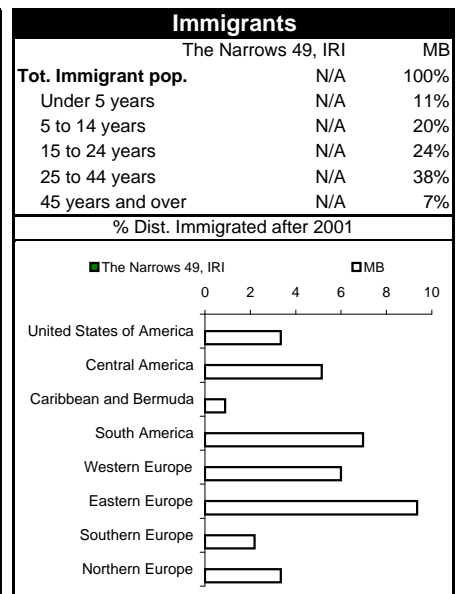 Immigrants
The Narrows 49, IRI MB
Tot. Immigrant pop. N/A 100%
Under 5 years N/A 11%
5 to 14 years N/A 20%
15 to 24 years N/A 24%
25 to 44 years N/A 38%
45 years and over N/A 7%
% Dist. Immigrated after 2001
The Narrows 49, IRI MB
0 2 4 6 8 10
United States of America
Central America
Caribbean and Bermuda
South America
Western Europe
Eastern Europe
Southern Europe
Northern Europe